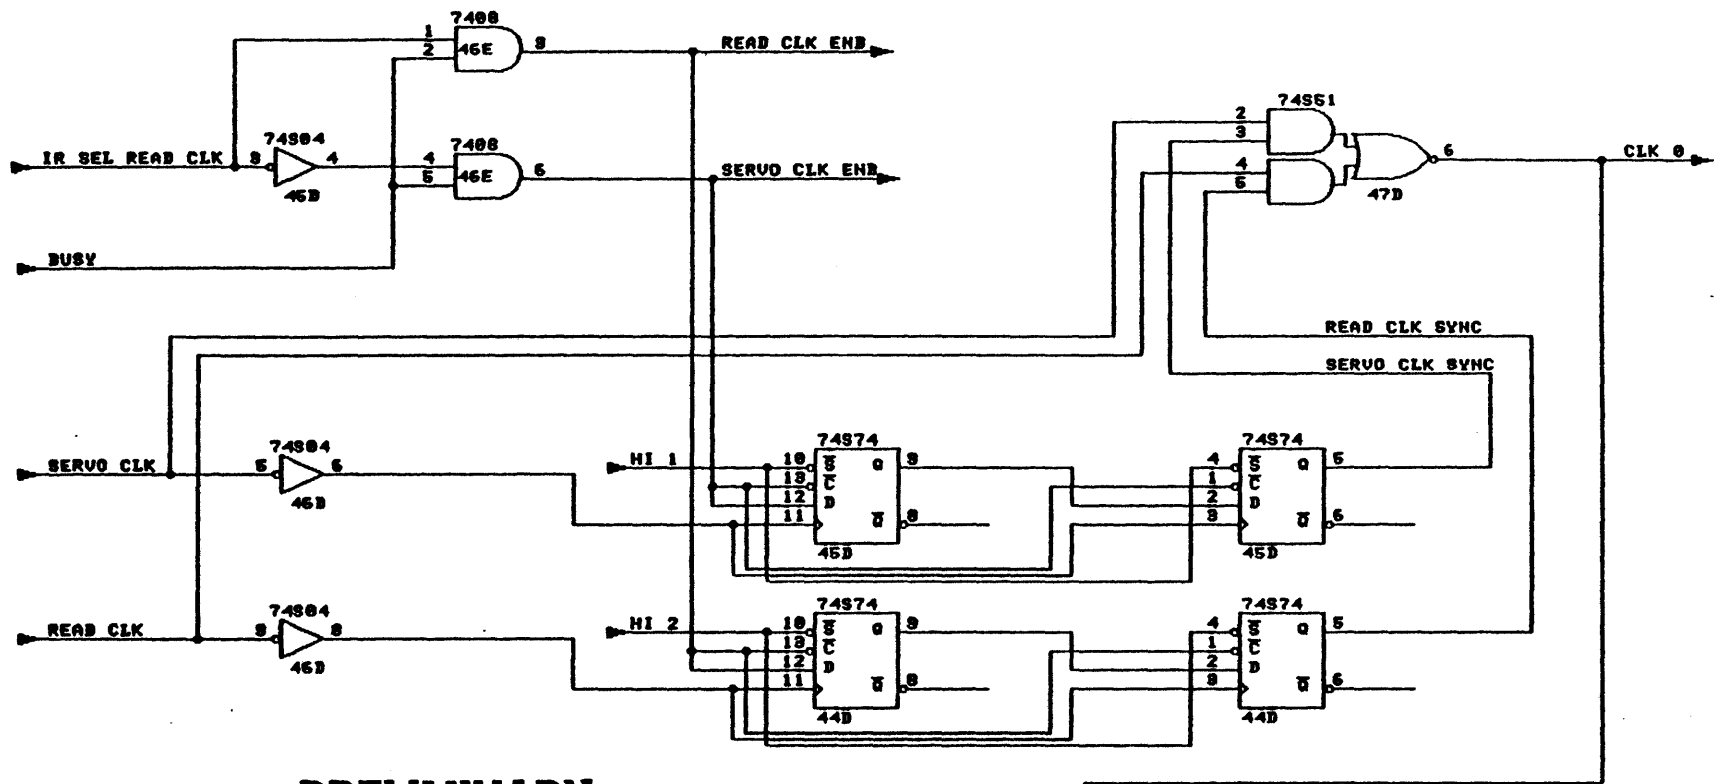 7408
1
2
46E
8
READ CLK ENB
74S51
2
3
74S04
7408
IR SEL READ CLK
3
4
4
5
46E
6
SERVO CLK ENB
4
5
6
CLK 0
45D
47D
BUSY
READ CLK SYNC
SERVO CLK SYNC
74S04
74S74
74S74
SERVO CLK
5
6
HI 1
10
S
Q
9
4
S
Q
5
13
C
1
C
12
D
2
D
11
Q
8
3
Q
6
46D
45D
45D
74S04
74S74
74S74
READ CLK
9
8
HI 2
10
S
Q
9
4
S
Q
5
13
C
1
C
12
D
2
D
11
Q
8
3
Q
6
46D
44D
44D